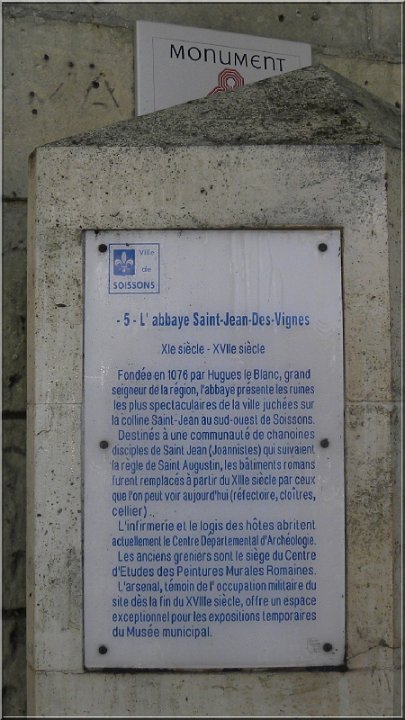 MONUMENT
Ville
de
SOISSONS
- 5 - L' abbaye Saint-Jean-Des-Vignes
XIe siècle - XVIIe siècle
Fondée en 1076 par Hugues le Blanc, grand
seigneur de la région, l'abbaye présente les ruines
les plus spectaculaires de la ville juchées sur
la colline Saint-Jean au sud-ouest de Soissons.
Destinés à une communauté de chanoines
disciples de Saint Jean (Joannistes) qui suivaient
la règle de Saint Augustin, les bâtiments romans
furent remplacés à partir du XIIIe siècle par ceux
que l'on peut voir aujourd'hui (réfectoire, cloîtres,
cellier) ..
L'infirmerie et le logis des hôtes abritent
actuellement le Centre Départemental d'Archéologie.
Les anciens greniers sont le siège du Centre
d'Etudes des Peintures Murales Romaines.
L'arsenal, témoin de l' occupation militaire du
site dès la fin du XVIIIe siècle, offre un espace
exceptionnel pour les expositions temporaires
du Musée municipal.